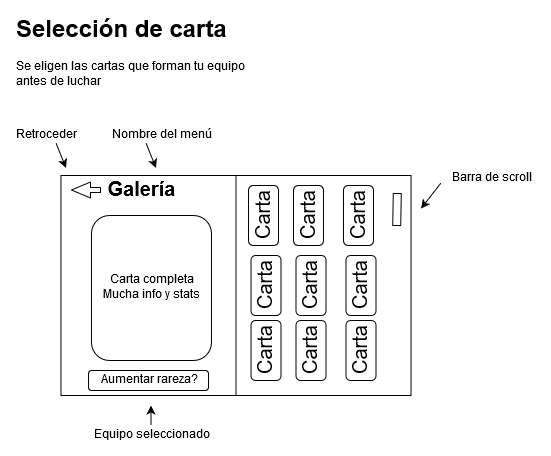 Selección de carta
Se eligen las cartas que forman tu equipo
antes de luchar
Retroceder
Nombre del menú
Barra de scroll
Galería
Carta completa
Mucha info y stats
Aumentar rareza?
Carta
Carta
Carta
Carta
Carta
Carta
Carta
Carta
Carta
Equipo seleccionado